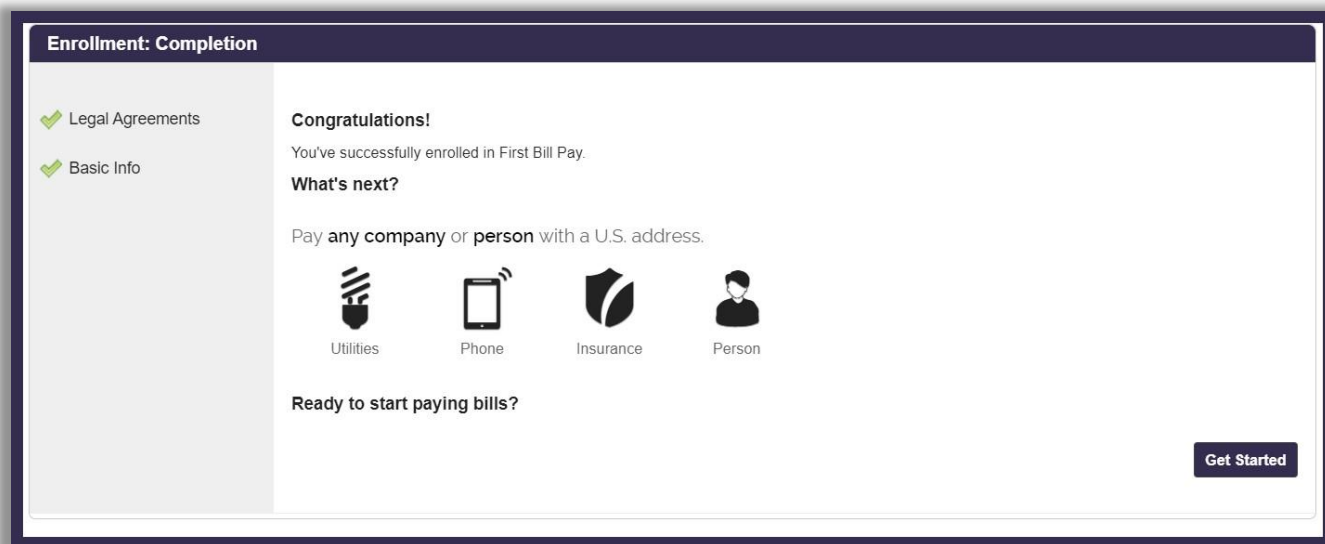 Enrollment: Completion
Legal Agreements
Basic Info
Congratulations!
You've successfully enrolled in First Bill Pay.
What's next?
Pay any company or person with a U.S. address.
Utilities
Phone
Insurance
Person
Ready to start paying bills?
Get Started